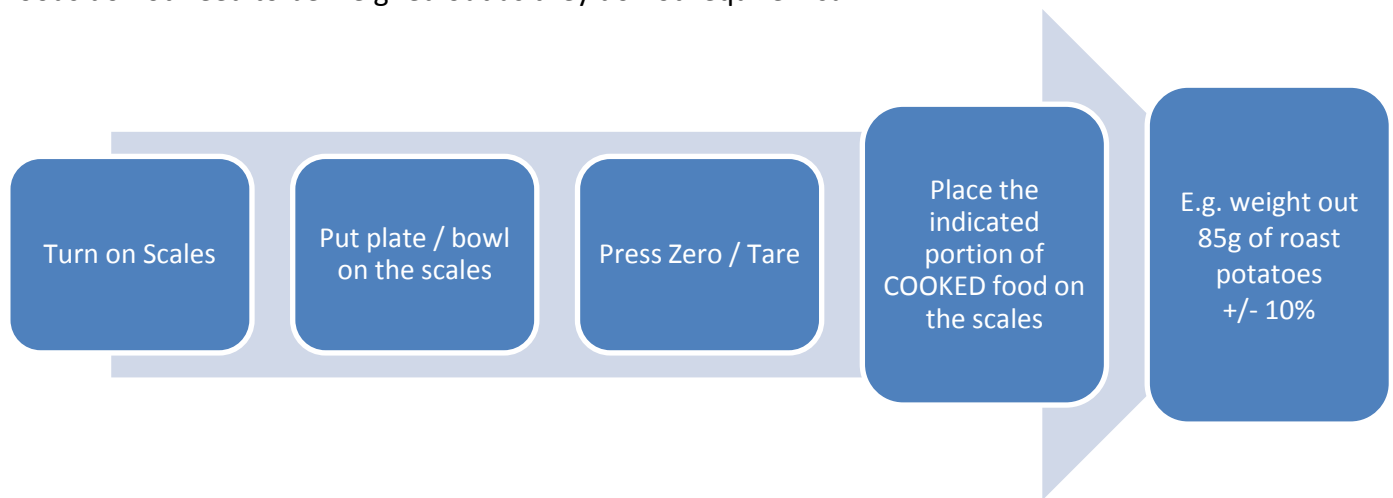 Turn on Scales
Put plate / bowl
on the scales
Press Zero / Tare
Place the
indicated
portion of
COOKED food on
the scales
E.g. weight out
85g of roast
potatoes
+/- 10%